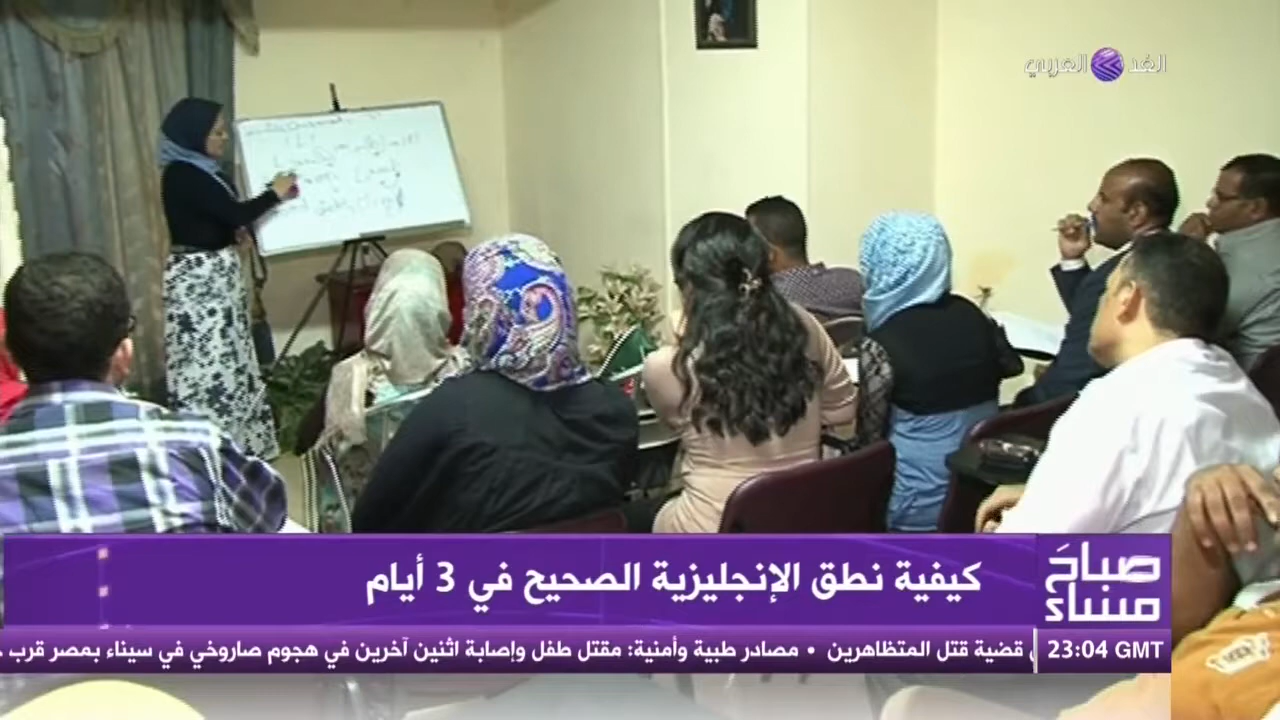 الغد العربي
كيفية نطق الإنجليزية الصحيح في 3 أيام
صباحَ مساء
قضية قتل المتظاهرين • مصادر طبية وأمنية: مقتل طفل وإصابة اثنين آخرين في هجوم صاروخي في سيناء بمصر قرب
23:04 GMT